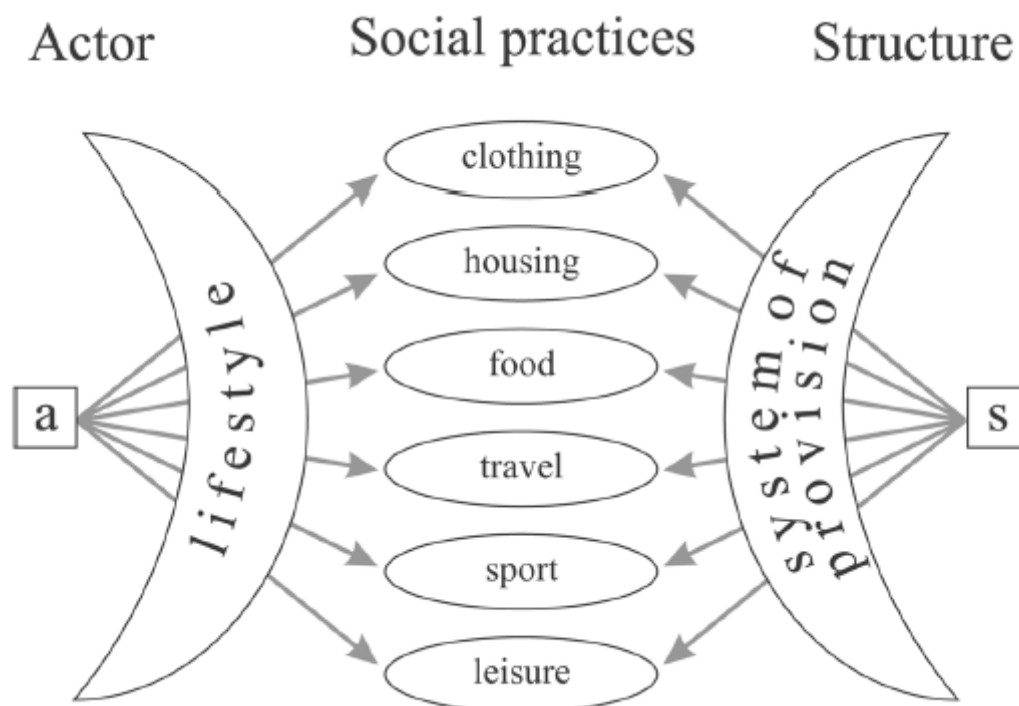 Actor Social practices Structure
clothing
housing
food
travel
sport
leisure
a
lifestyle
system of
provision
s